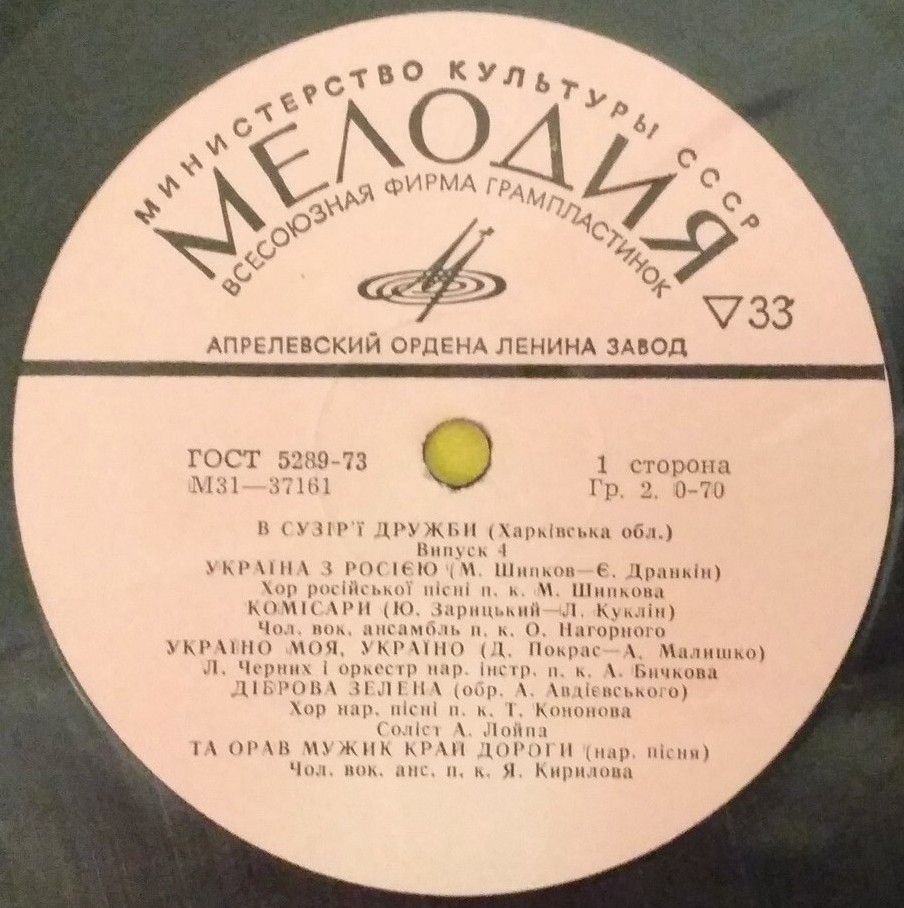 МИНИСТЕРСТВО КУЛЬТУРЫ СССР
МЕЛОДИЯ
ВСЕСОЮЗНАЯ ФИРМА ГРАМПЛАСТИНОК
▽33
АПРЕЛЕВСКИЙ ОРДЕНА ЛЕНИНА ЗАВОД
ГОСТ 5289-73
М31—37161
1 сторона
Гр. 2. 0-70
В СУЗІР'Ї ДРУЖБИ (Харківська обл.)
Випуск 4
УКРАЇНА З РОСІЄЮ (М. Шипков—Є. Дранкін)
Хор російської пісні п. к. М. Шипкова
КОМІСАРИ (Ю. Зарицький—Л. Куклін)
Чол. вок. ансамбль п. к. О. Нагорного
УКРАЇНО МОЯ, УКРАЇНО (Д. Покрас—А. Малишко)
Л. Черних і оркестр нар. інстр. п. к. А. Бичкова
ДІБРОВА ЗЕЛЕНА (обр. А. Авдієвського)
Хор нар. пісні п. к. Т. Кононова
Соліст А. Лойпа
ТА ОРАВ МУЖИК КРАЙ ДОРОГИ (нар. пісня)
Чол. вок. анс. п. к. Я. Кирилова